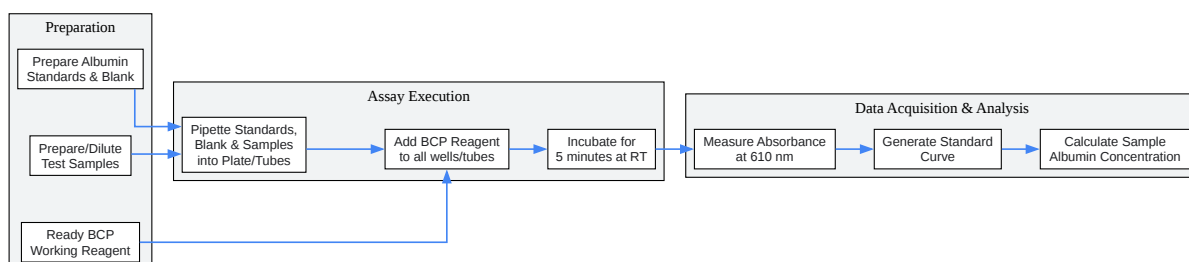 Preparation
Prepare Albumin
Standards & Blank
Prepare/Dilute
Test Samples
Ready BCP
Working Reagent
Assay Execution
Pipette Standards,
Blank & Samples
into Plate/Tubes
Add BCP Reagent
to all wells/tubes
Incubate for
5 minutes at RT
Data Acquisition & Analysis
Measure Absorbance
at 610 nm
Generate Standard
Curve
Calculate Sample
Albumin Concentration